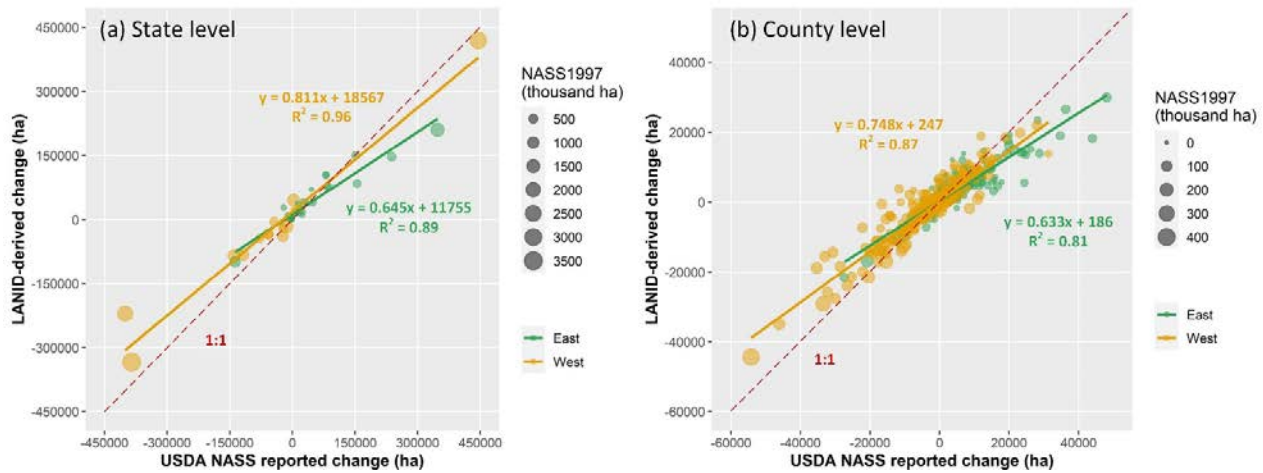 (a) State level
450000
300000
150000
0
-150000
-300000
-450000
LANID-derived change (ha)
-450000 -300000 -150000 0 150000 300000 450000
USDA NASS reported change (ha)
y = 0.811x + 18567
R² = 0.96
y = 0.645x + 11755
R² = 0.89
1:1
NASS1997
(thousand ha)
500
1000
1500
2000
2500
3000
3500
East
West
(b) County level
40000
20000
0
-20000
-40000
-60000
LANID-derived change (ha)
-60000 -40000 -20000 0 20000 40000
USDA NASS reported change (ha)
y = 0.748x + 247
R² = 0.87
y = 0.633x + 186
R² = 0.81
1:1
NASS1997
(thousand ha)
0
100
200
300
400
East
West